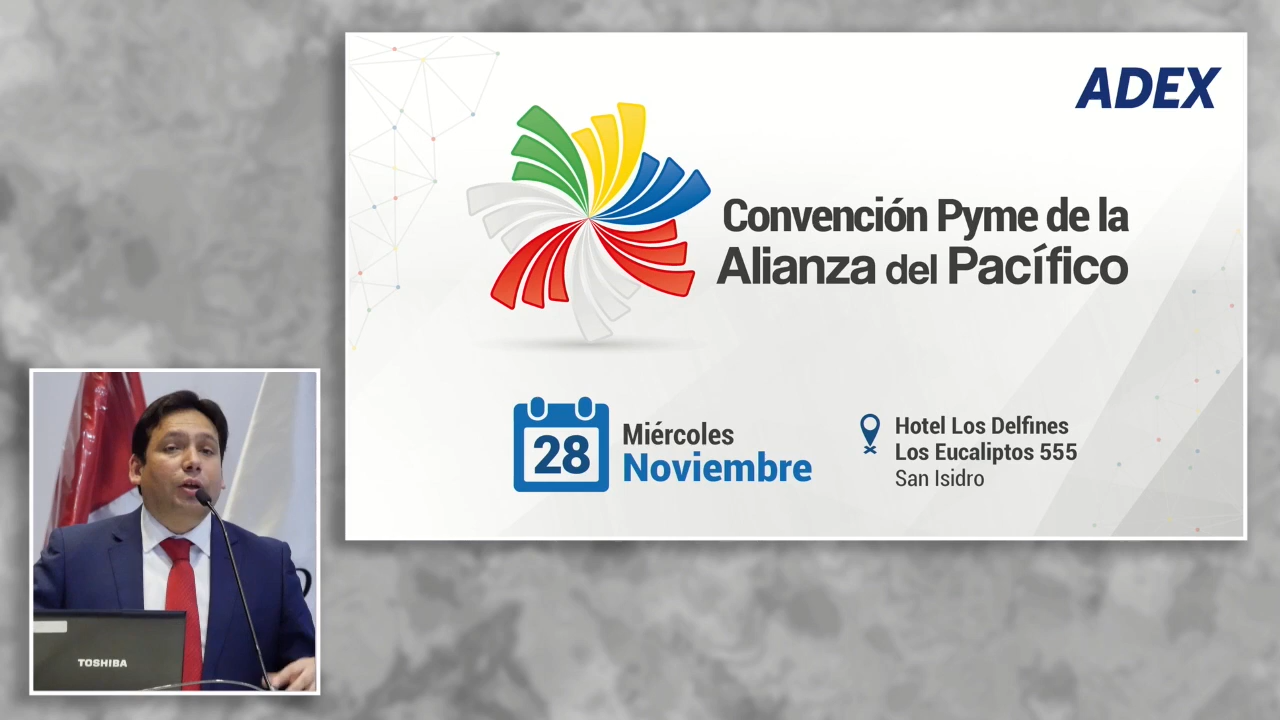 ADEX
Convención Pyme de la
Alianza del Pacífico
28
Miércoles
Noviembre
Hotel Los Delfines
Los Eucaliptos 555
San Isidro
TOSHIBA